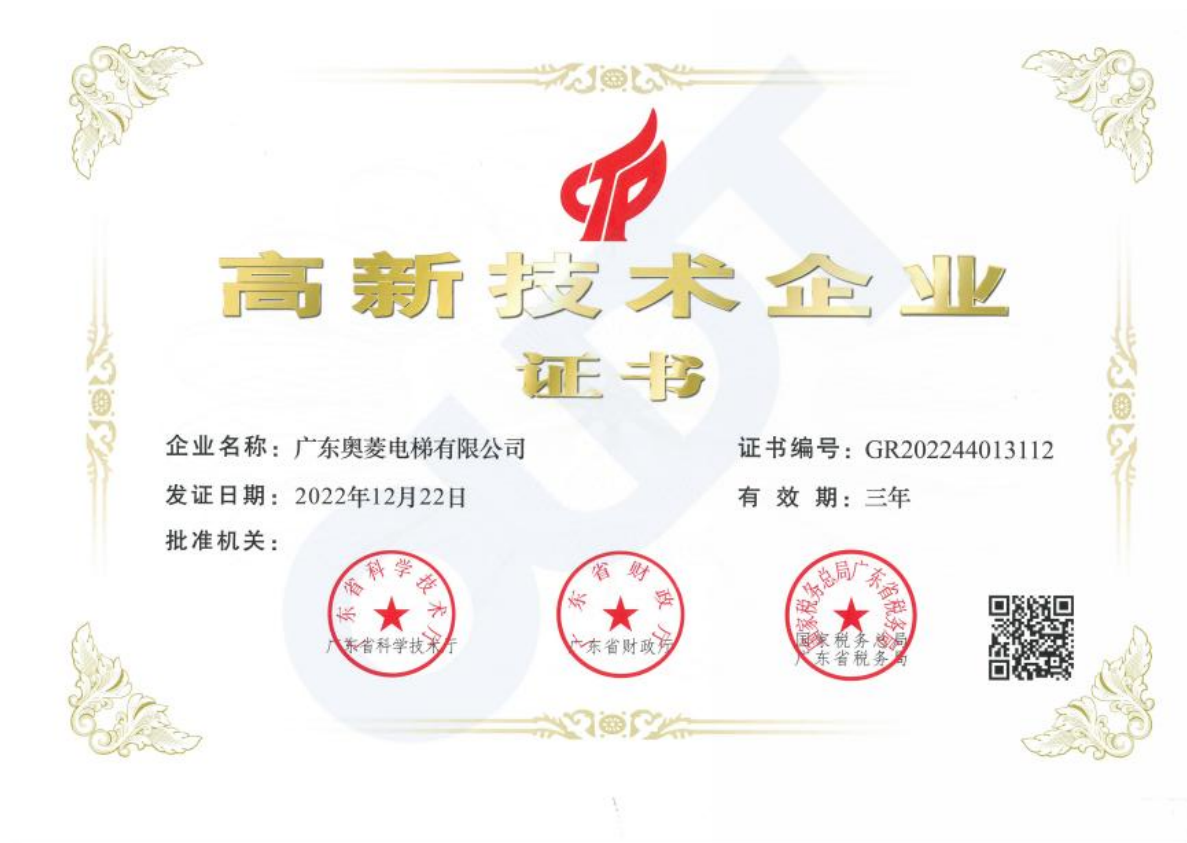 高新技术企业
证书
企业名称：广东奥菱电梯有限公司
证书编号：GR202244013112
发证日期：2022年12月22日
有效期：三年
批准机关：
广东省科学技术厅
广东省科学技术厅
广东省财政厅
广东省财政厅
国家税务总局广东省税务局
国家税务总局
广东省税务局